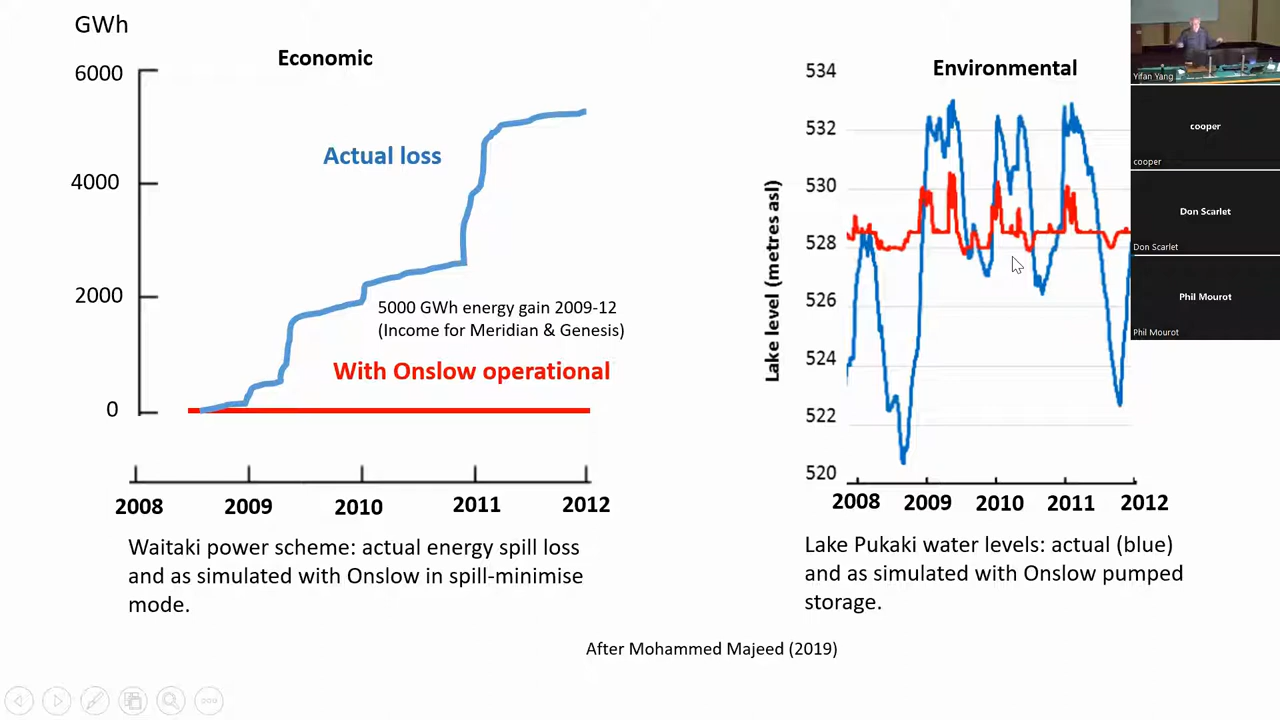 GWh
Economic
6000
4000
2000
0
Actual loss
5000 GWh energy gain 2009-12
(Income for Meridian & Genesis)
With Onslow operational
2008 2009 2010 2011 2012
Waitaki power scheme: actual energy spill loss
and as simulated with Onslow in spill-minimise
mode.
Environmental
Lake level (metres asl)
534
532
530
528
526
524
522
520
2008 2009 2010 2011 2012
Lake Pukaki water levels: actual (blue)
and as simulated with Onslow pumped
storage.
After Mohammed Majeed (2019)
Yifan Yang
cooper
cooper
Don Scarlet
Don Scarlet
Phil Mourot
Phil Mourot